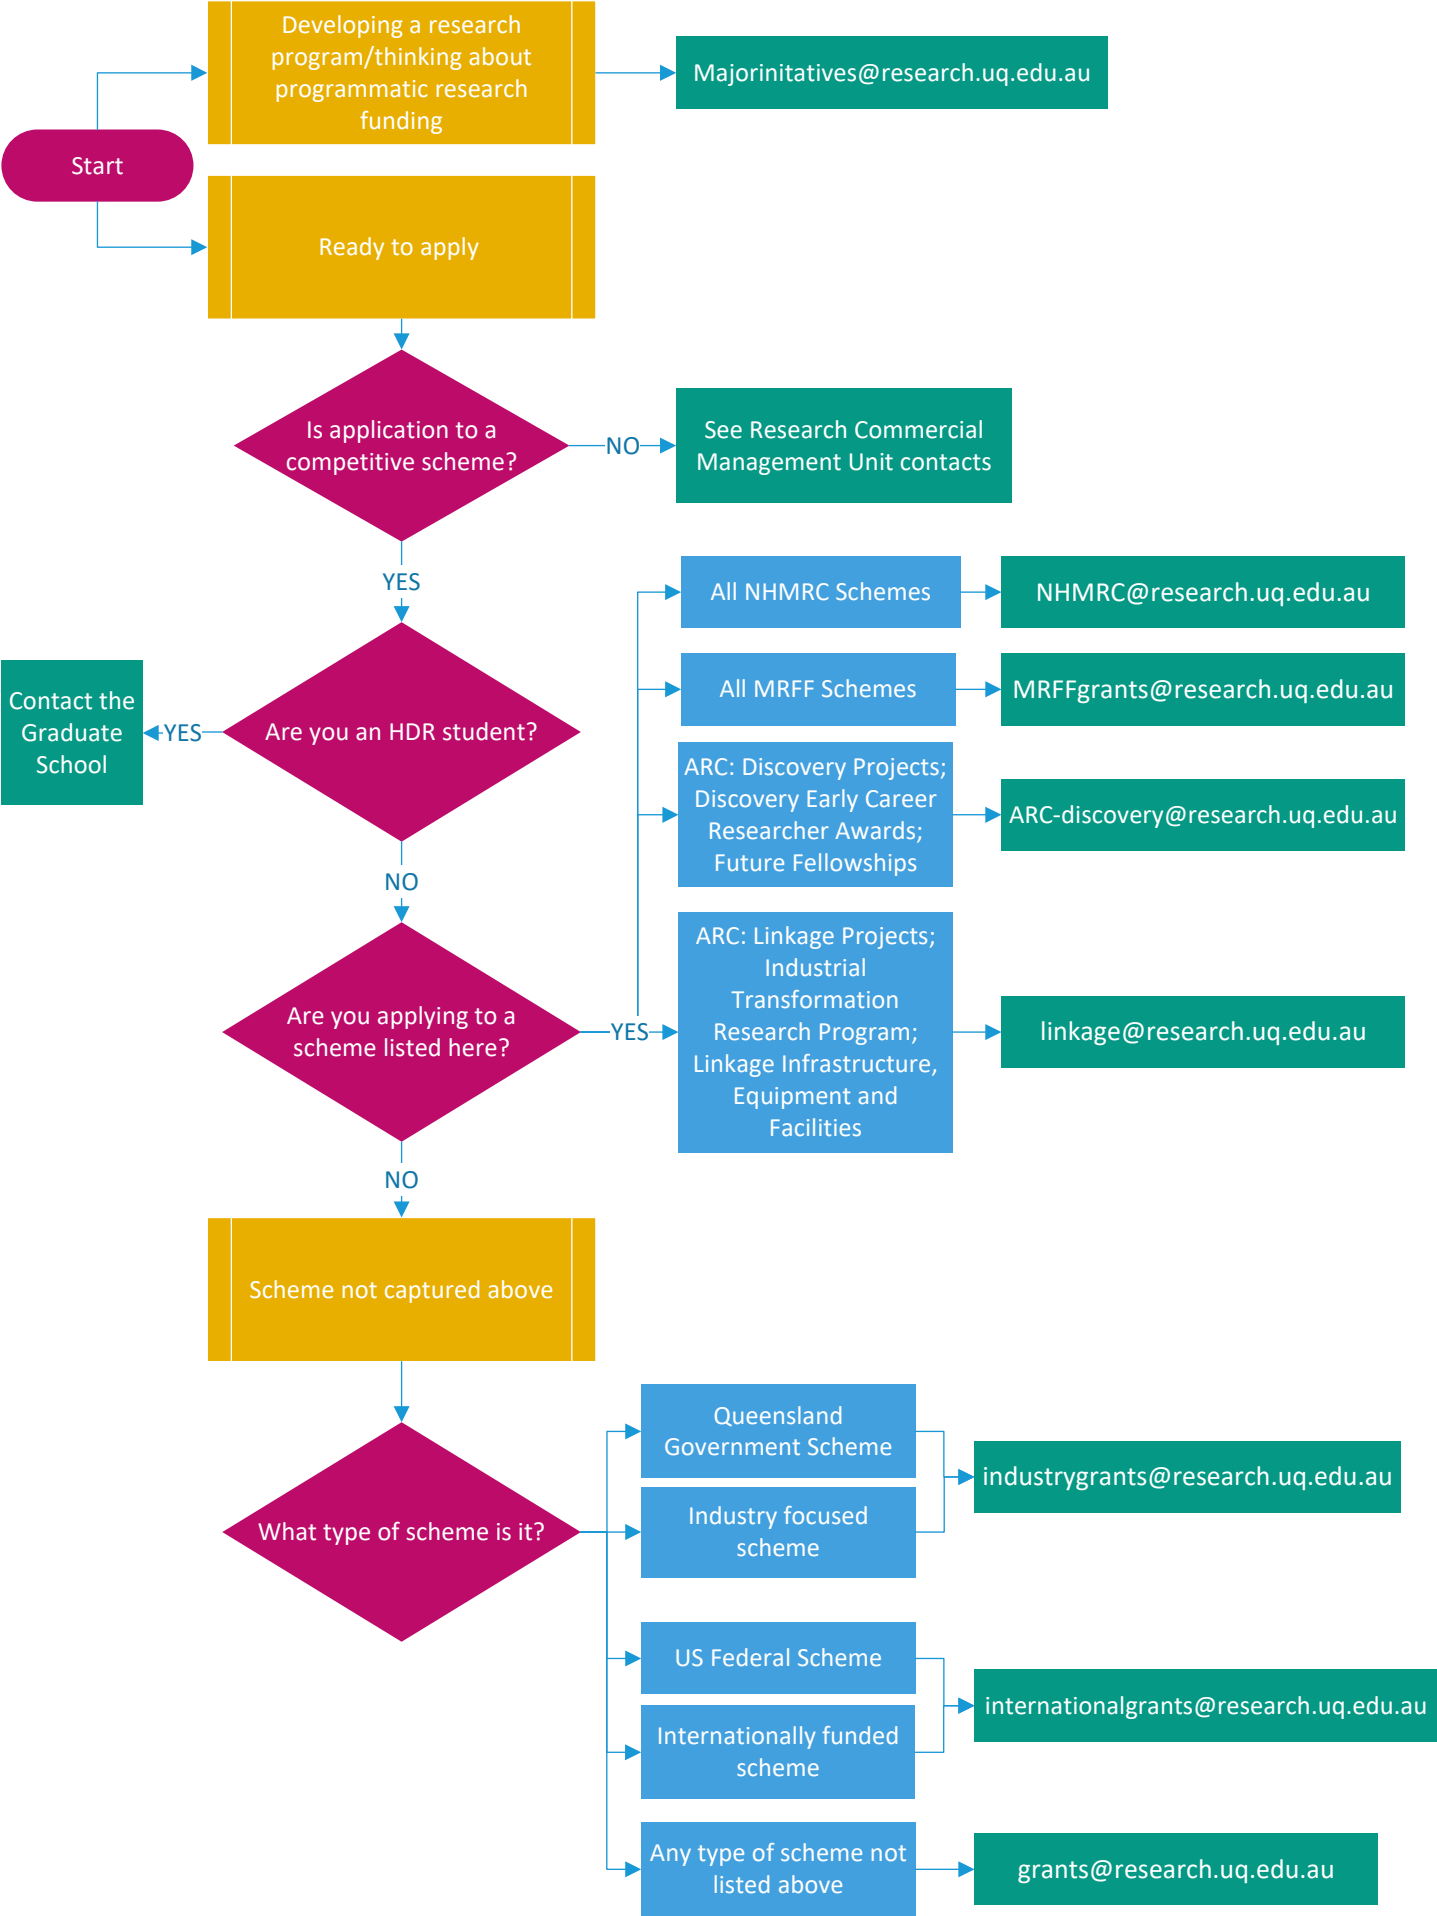 Developing a research
program/thinking about
programmatic research
funding
Majorinitatives@research.uq.edu.au
Start
Ready to apply
Is application to a
competitive scheme?
NO
See Research Commercial
Management Unit contacts
YES
All NHMRC Schemes
NHMRC@research.uq.edu.au
Contact the
Graduate
School
YES
Are you an HDR student?
All MRFF Schemes
MRFFgrants@research.uq.edu.au
ARC: Discovery Projects;
Discovery Early Career
Researcher Awards;
Future Fellowships
ARC-discovery@research.uq.edu.au
NO
Are you applying to a
scheme listed here?
YES
ARC: Linkage Projects;
Industrial
Transformation
Research Program;
Linkage Infrastructure,
Equipment and
Facilities
linkage@research.uq.edu.au
NO
Scheme not captured above
What type of scheme is it?
Queensland
Government Scheme
Industry focused
scheme
industrygrants@research.uq.edu.au
US Federal Scheme
Internationally funded
scheme
internationalgrants@research.uq.edu.au
Any type of scheme not
listed above
grants@research.uq.edu.au